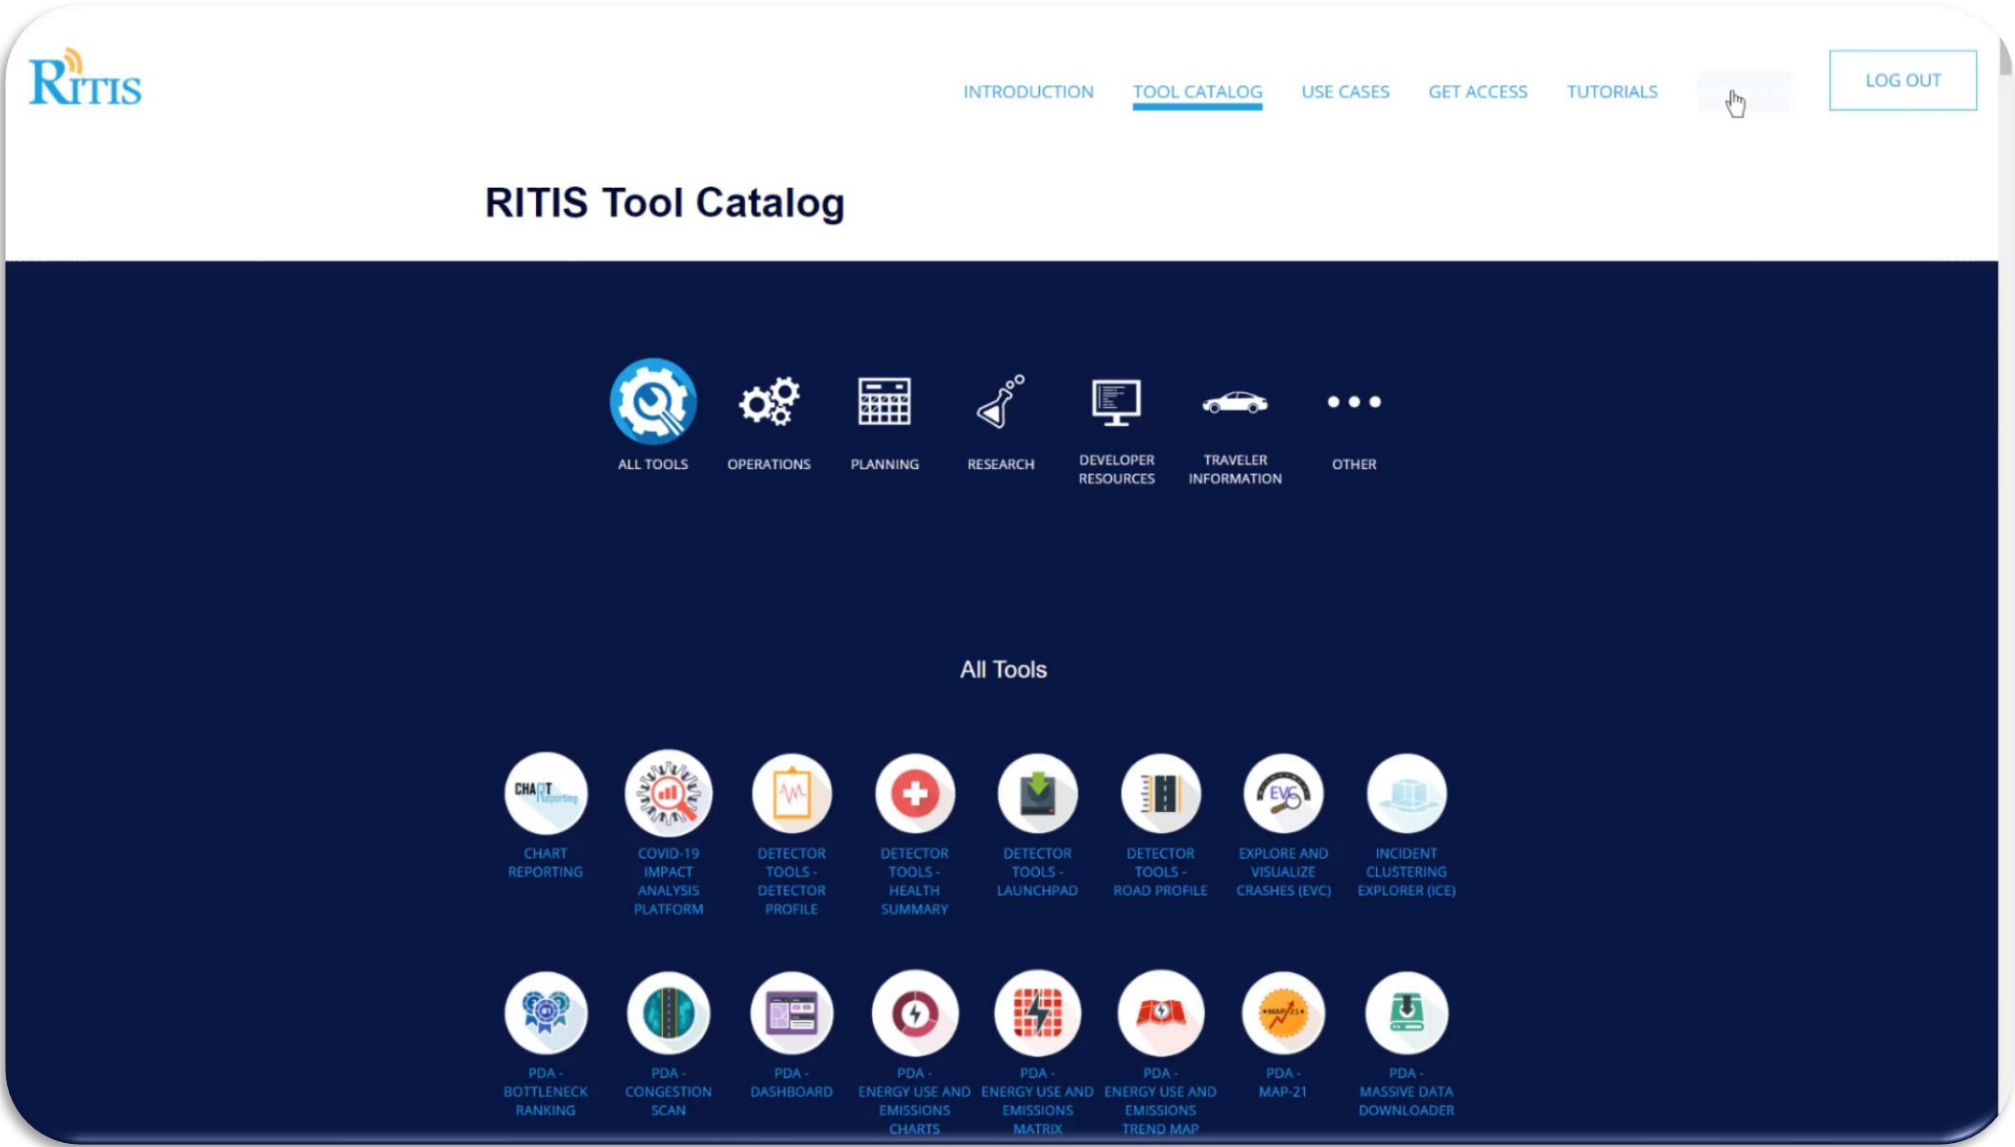 RITIS
INTRODUCTION TOOL CATALOG USE CASES GET ACCESS TUTORIALS LOG OUT
RITIS Tool Catalog
ALL TOOLS
OPERATIONS
PLANNING
RESEARCH
DEVELOPER
RESOURCES
TRAVELER
INFORMATION
OTHER
All Tools
CHART
Reporting
CHART
REPORTING
COVID-19
IMPACT
ANALYSIS
PLATFORM
DETECTOR
TOOLS -
DETECTOR
PROFILE
DETECTOR
TOOLS -
HEALTH
SUMMARY
DETECTOR
TOOLS -
LAUNCHPAD
DETECTOR
TOOLS -
ROAD PROFILE
EVC
EXPLORE AND
VISUALIZE
CRASHES (EVC)
INCIDENT
CLUSTERING
EXPLORER (ICE)
#1
PDA -
BOTTLENECK
RANKING
PDA -
CONGESTION
SCAN
PDA -
DASHBOARD
PDA -
ENERGY USE AND
EMISSIONS
CHARTS
PDA -
ENERGY USE AND
EMISSIONS
MATRIX
PDA -
ENERGY USE AND
EMISSIONS
TREND MAP
MAP-21
PDA -
MAP-21
PDA -
MASSIVE DATA
DOWNLOADER